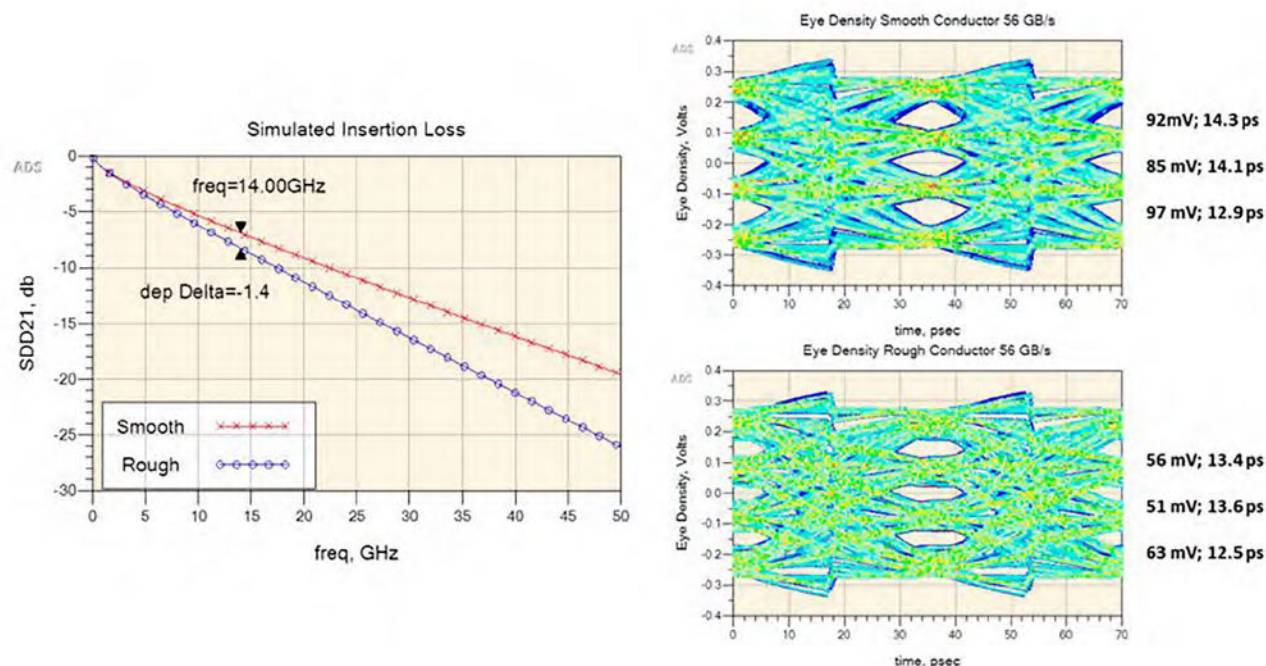 Simulated Insertion Loss
ADS
0
-5
-10
-15
-20
-25
-30
SDD21, db
freq=14.00GHz
dep Delta=-1.4
Smooth
Rough
0 5 10 15 20 25 30 35 40 45 50
freq, GHz
Eye Density Smooth Conductor 56 GB/s
ADS
0.4
0.3
0.2
0.1
0.0
-0.1
-0.2
-0.3
-0.4
Eye Density, Volts
0 10 20 30 40 50 60 70
time, psec
92mV; 14.3 ps
85 mV; 14.1 ps
97 mV; 12.9 ps
Eye Density Rough Conductor 56 GB/s
ADS
0.4
0.3
0.2
0.1
0.0
-0.1
-0.2
-0.3
-0.4
Eye Density, Volts
0 10 20 30 40 50 60 70
time, psec
56 mV; 13.4 ps
51 mV; 13.6 ps
63 mV; 12.5 ps